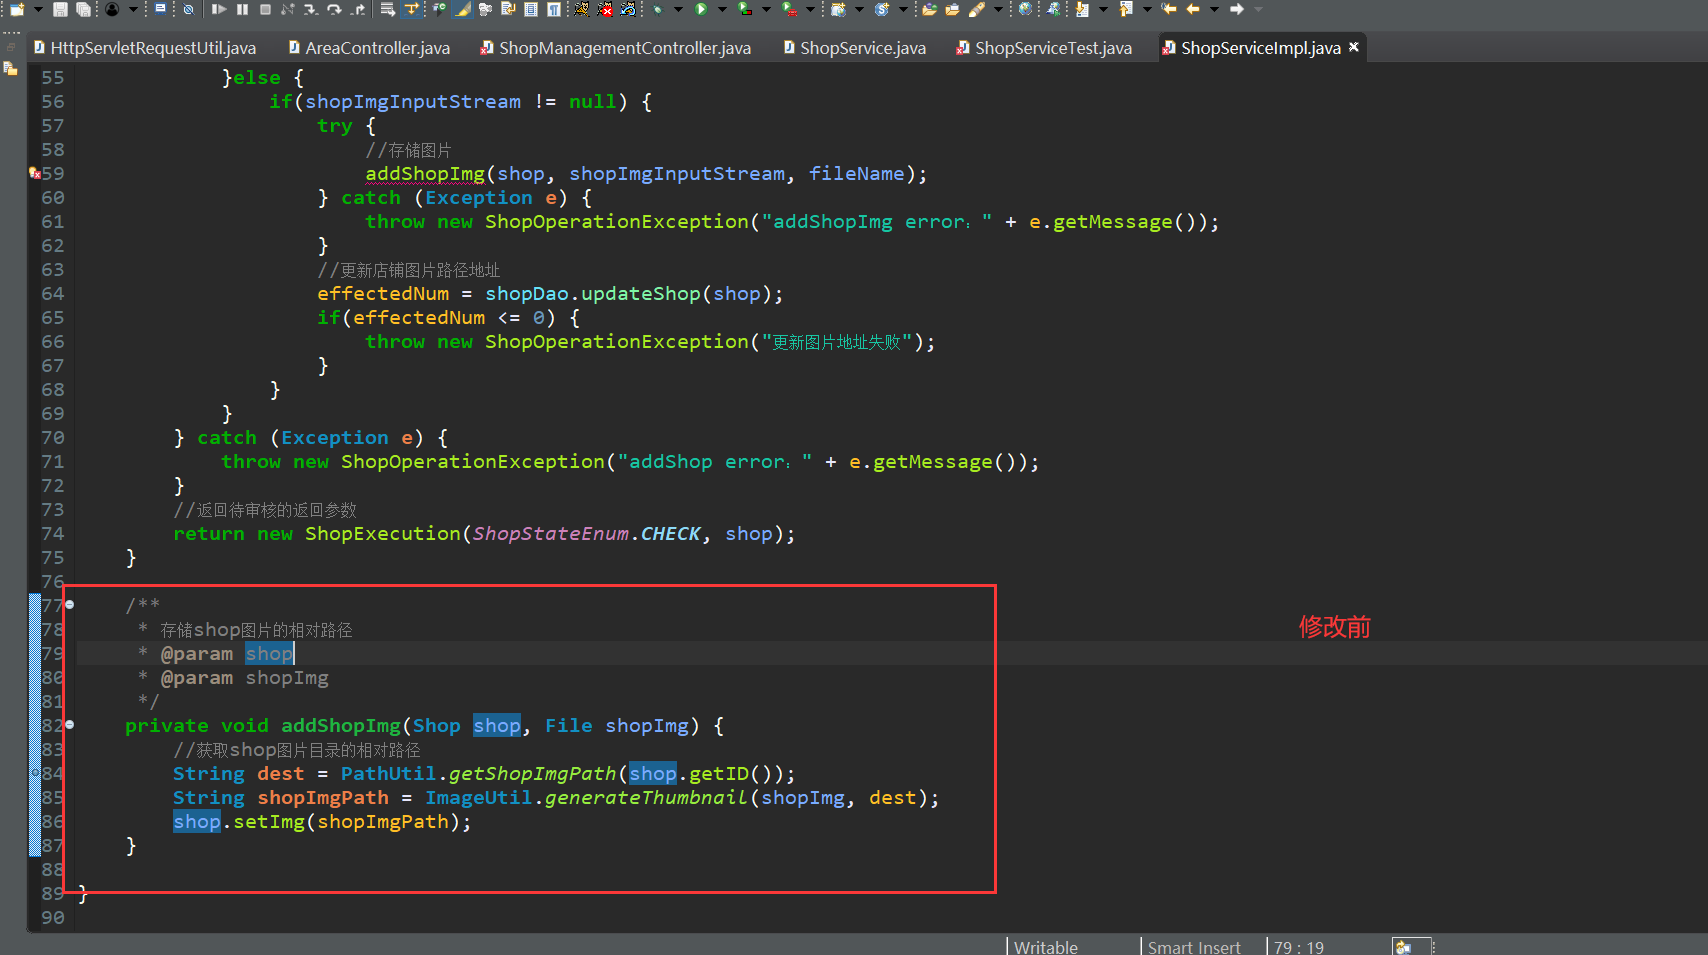 HttpServletRequestUtil.java AreaController.java ShopManagementController.java ShopService.java ShopServiceTest.java ShopServiceImpl.java
55 }else {
56 if(shopImgInputStream != null) {
57 try {
58 //存储图片
59 addShopImg(shop, shopImgInputStream, fileName);
60 } catch (Exception e) {
61 throw new ShopOperationException("addShopImg error：" + e.getMessage());
62 }
63 //更新店铺图片路径地址
64 effectedNum = shopDao.updateShop(shop);
65 if(effectedNum <= 0) {
66 throw new ShopOperationException("更新图片地址失败");
67 }
68 }
69 }
70 } catch (Exception e) {
71 throw new ShopOperationException("addShop error：" + e.getMessage());
72 }
73 //返回待审核的返回参数
74 return new ShopExecution(ShopStateEnum.CHECK, shop);
75 }
76
77 /**
78 * 存储shop图片的相对路径
修改前
79 * @param shop
80 * @param shopImg
81 */
82 private void addShopImg(Shop shop, File shopImg) {
83 //获取shop图片目录的相对路径
84 String dest = PathUtil.getShopImgPath(shop.getID());
85 String shopImgPath = ImageUtil.generateThumbnail(shopImg, dest);
86 shop.setImg(shopImgPath);
87 }
88
89 }
90
Writable Smart Insert 79 : 19